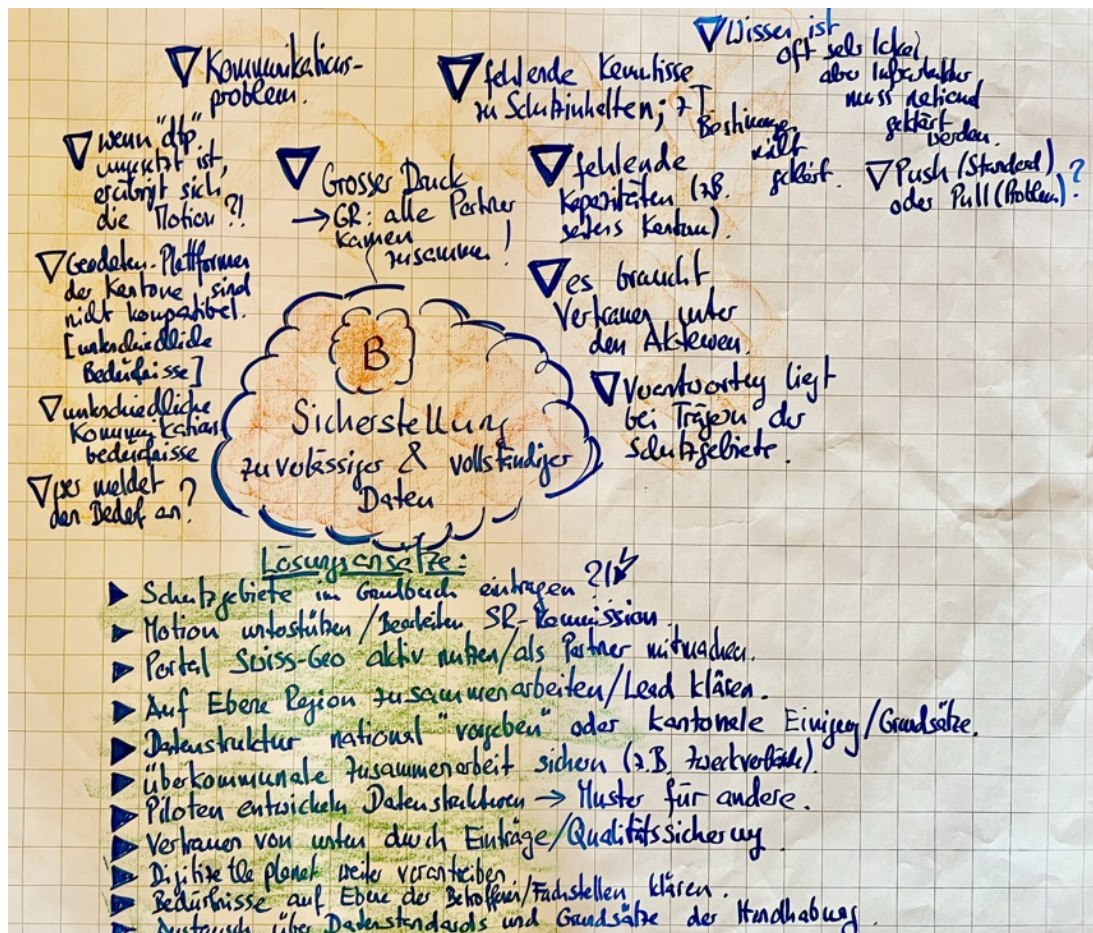 Kommunikations-
problem.
fehlende Kenntnisse
zu Schutzinhalten; z T
Bestimmg.
nicht
geklärt.
Wissen ist
oft sehr lokal,
aber Infrastruktur
muss national
geklärt
werden.
wenn "dtp"
umgesetzt ist,
erübrigt sich
die Motion?!
Grosser Druck
→ GR: alle Partner
kamen
zusammen!
fehlende
Kapazitäten (z.B.
seitens Kanton).
Push (Standard)
oder Pull (Problem)?
Geodaten-Plattformen
der Kantone sind
nicht kompatibel.
[unterschiedliche
Bedürfnisse]
es braucht
Vertrauen unter
den Akteuren.
unterschiedliche
Kommunikations
bedürfnisse
Verantwortg liegt
bei Trägern der
Schutzgebiete.
wer meldet
den Bedarf an?
B
Sicherstellung
zuverlässiger & vollständiger
Daten
Lösungsansätze:
Schutzgebiete im Grundbuch eintragen?!
Motion unterstützen/Bearbeiten SR-Kommission.
Portal Swiss-Geo aktiv nutzen/als Partner mitmachen.
Auf Ebene Region zusammenarbeiten/Lead klären.
Datenstruktur national "vorgeben" oder kantonale Einigung/Grundsätze.
überkommunale Zusammenarbeit sichern (z.B. Zweckverbände).
Piloten entwickeln Datenstrukturen → Muster für andere.
Vertrauen von unten durch Einträge/Qualitätssicherung
Digitize the planet weiter vorantreiben.
Bedürfnisse auf Ebene der Betroffenen/Fachstellen klären.
Austausch über Datenstandards und Grundsätze der Handhabung.